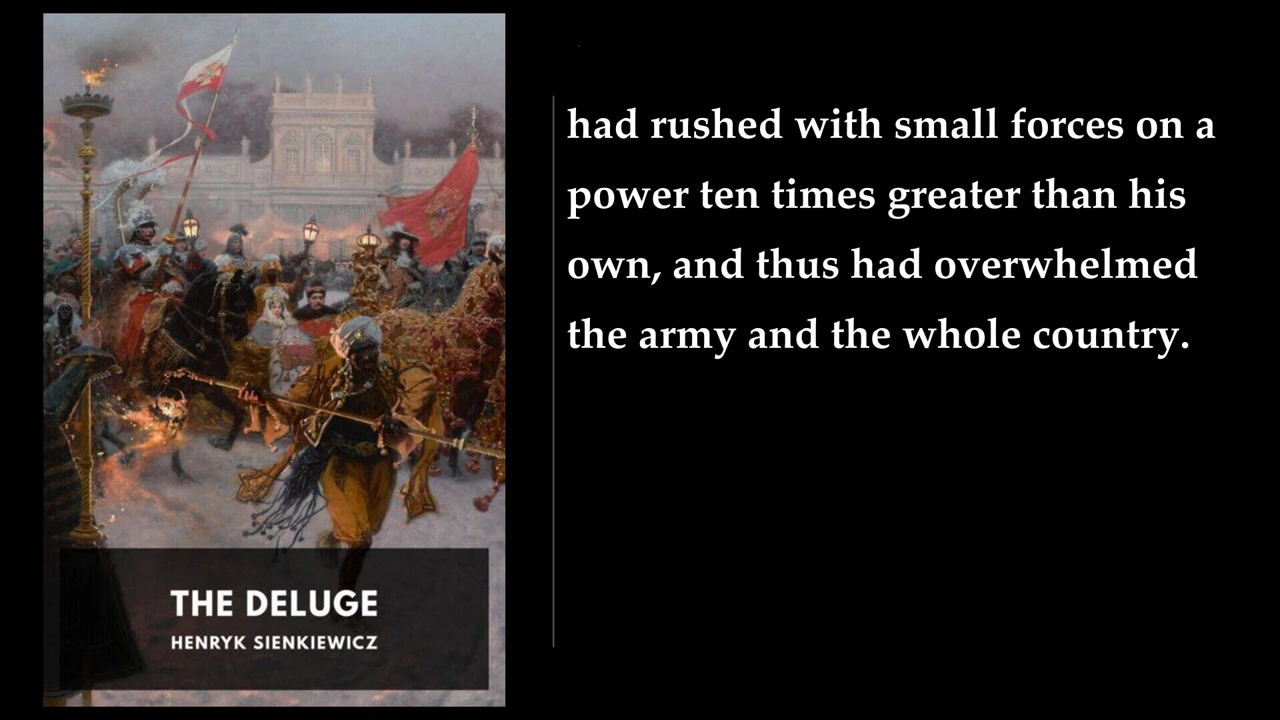 had rushed with small forces on a
power ten times greater than his
own, and thus had overwhelmed
the army and the whole country.
THE DELUGE
HENRYK SIENKIEWICZ